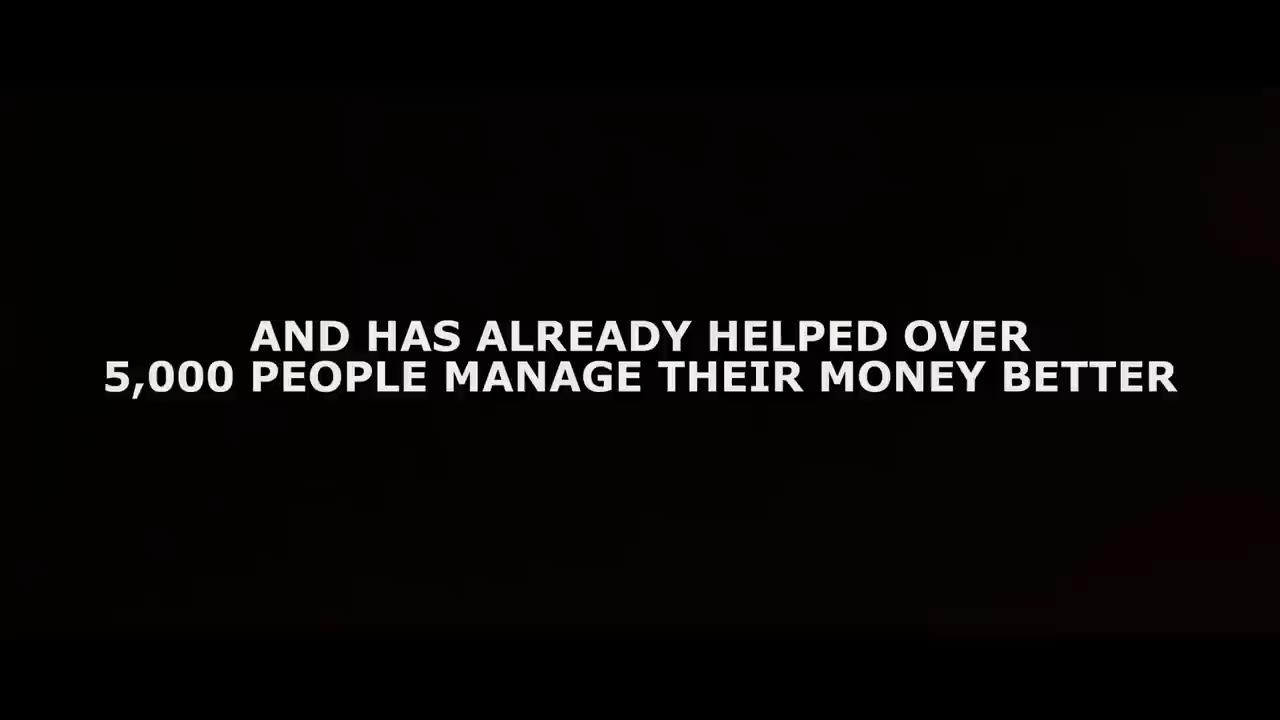 AND HAS ALREADY HELPED OVER
5,000 PEOPLE MANAGE THEIR MONEY BETTER